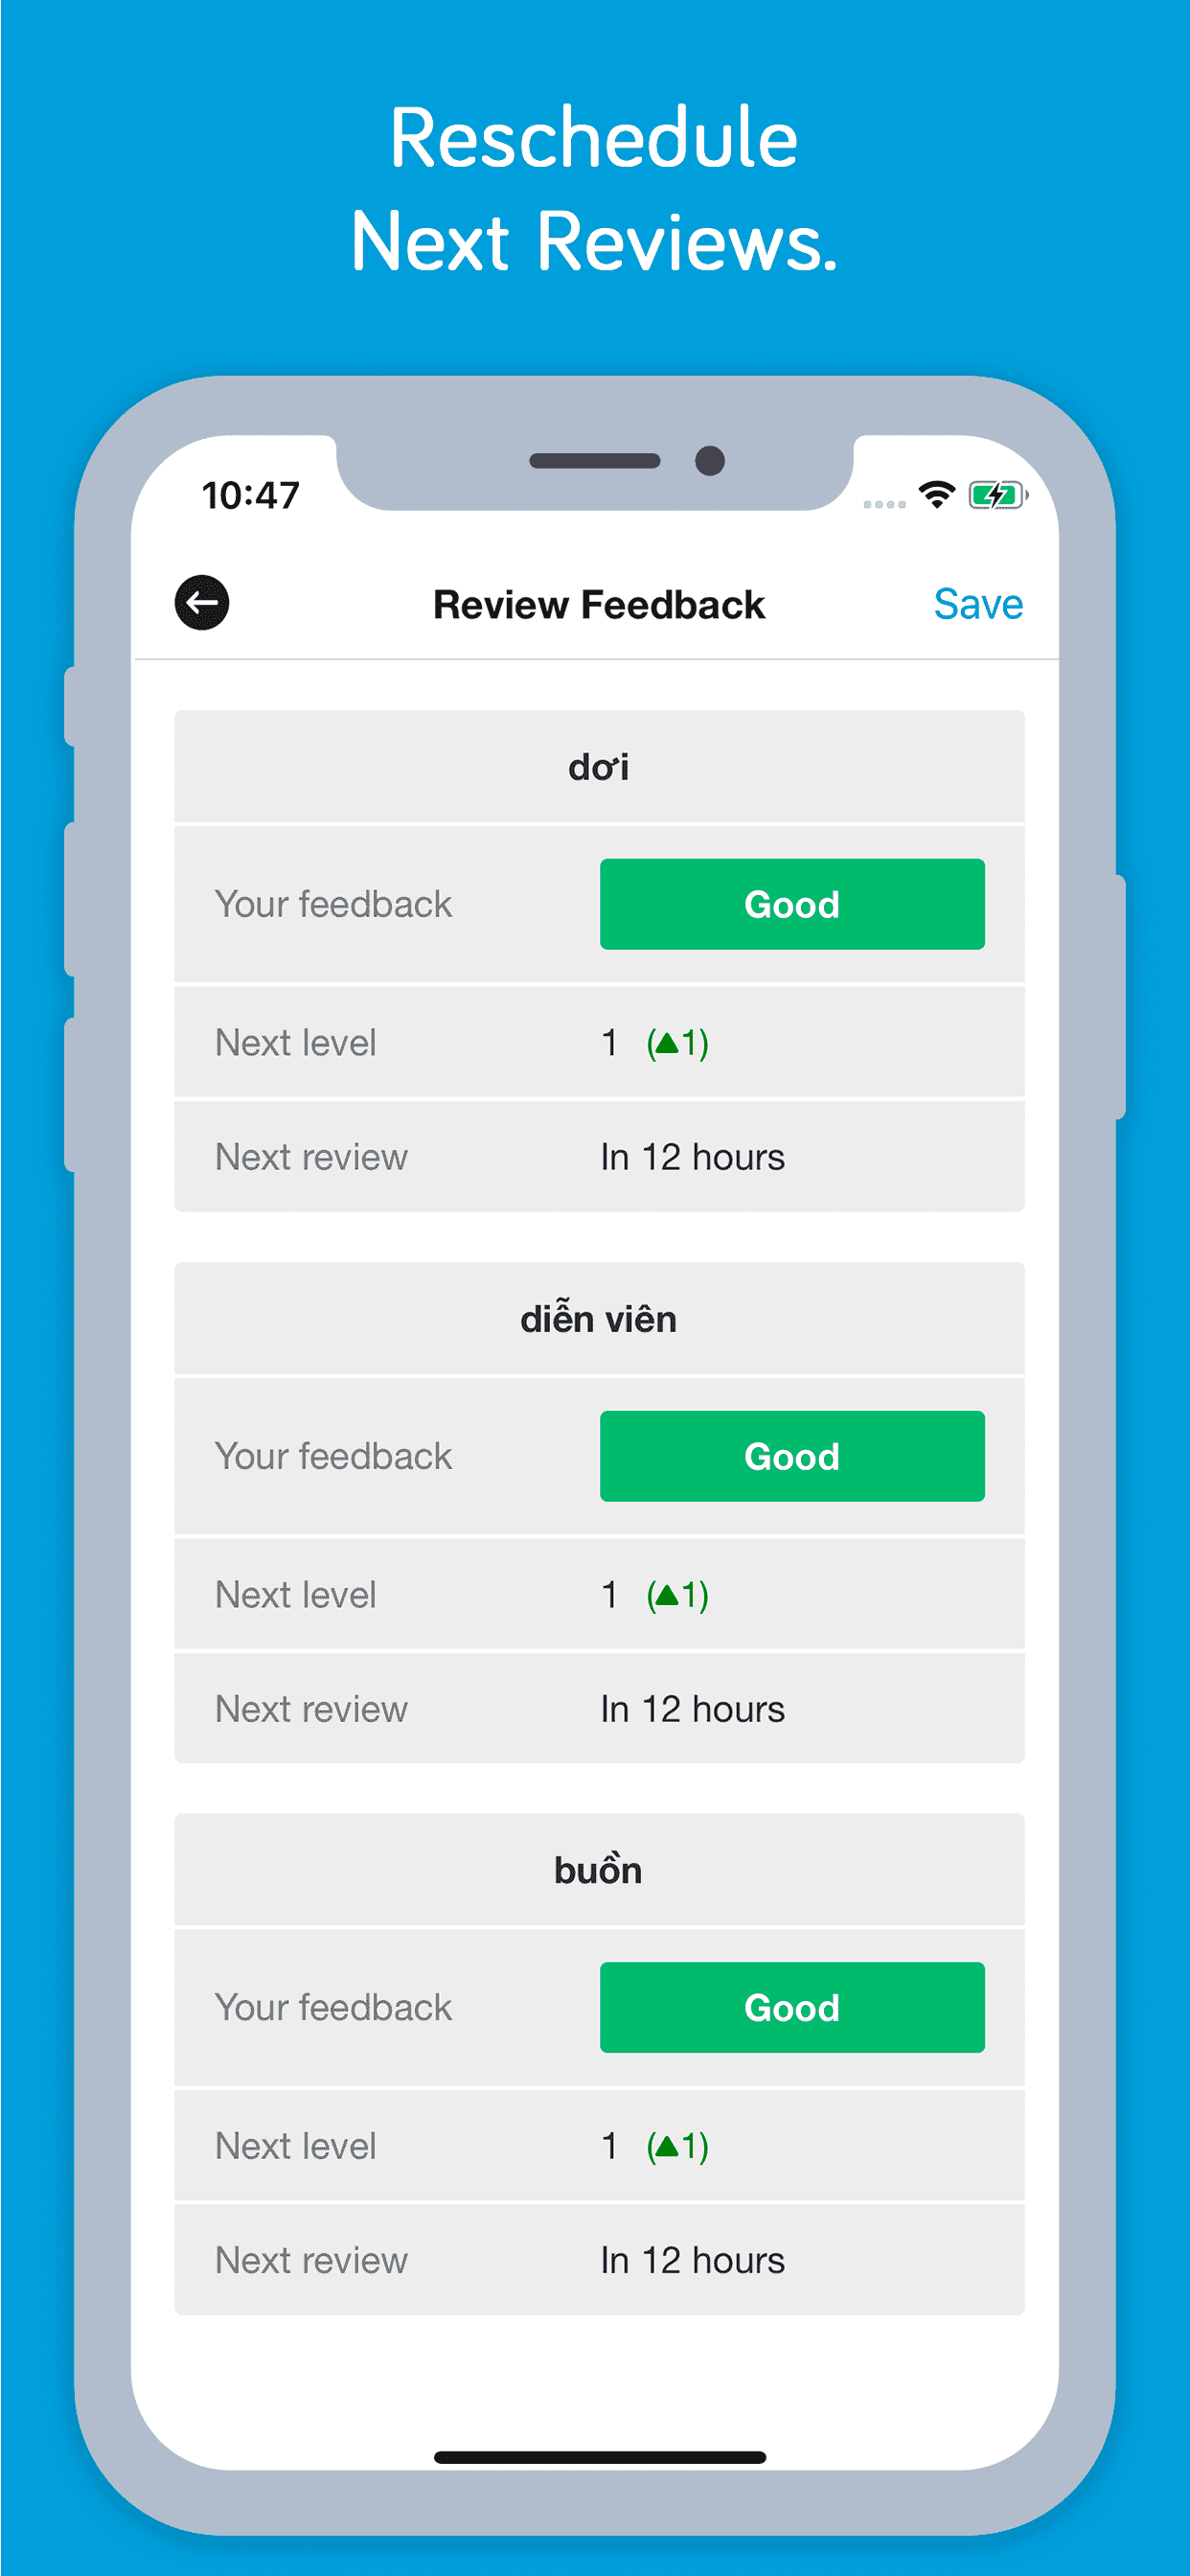 Reschedule
Next Reviews.
10:47
Review Feedback
Save
dơi
Your feedback
Good
Next level
1 (▲1)
Next review
In 12 hours
diễn viên
Your feedback
Good
Next level
1 (▲1)
Next review
In 12 hours
buồn
Your feedback
Good
Next level
1 (▲1)
Next review
In 12 hours